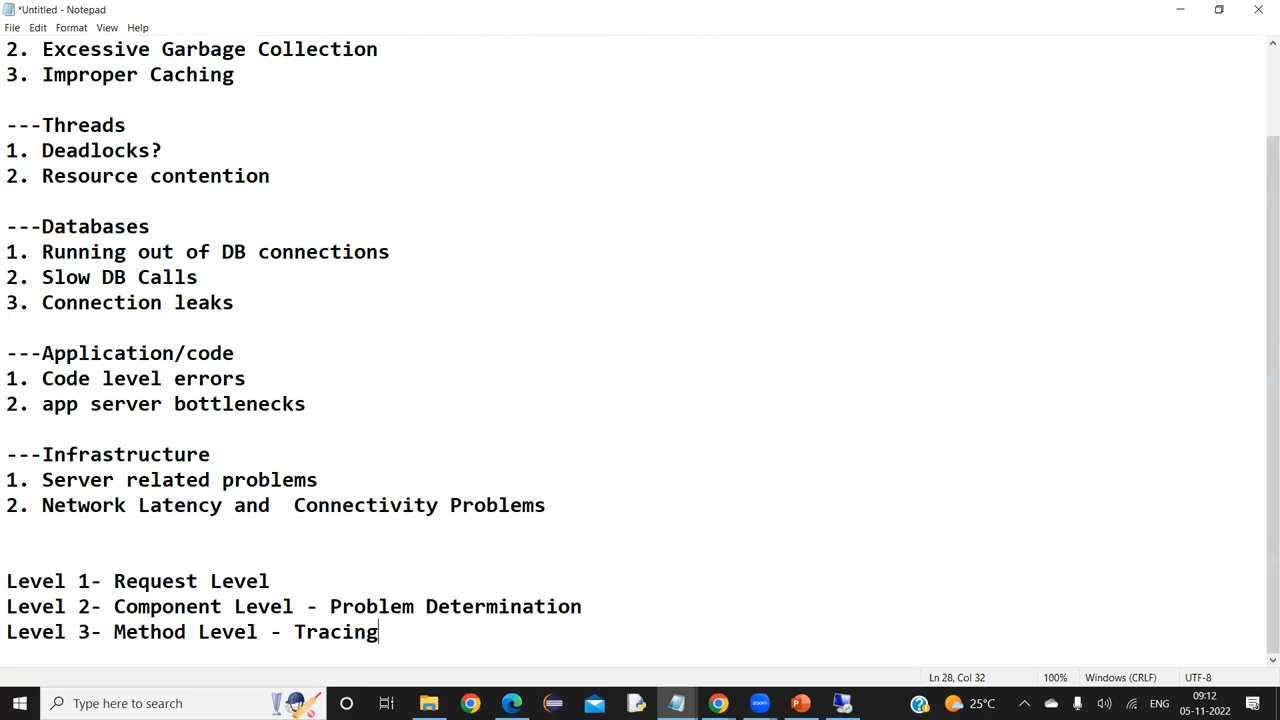 *Untitled - Notepad
File Edit Format View Help
2. Excessive Garbage Collection
3. Improper Caching
---Threads
1. Deadlocks?
2. Resource contention
---Databases
1. Running out of DB connections
2. Slow DB Calls
3. Connection leaks
---Application/code
1. Code level errors
2. app server bottlenecks
---Infrastructure
1. Server related problems
2. Network Latency and  Connectivity Problems
Level 1- Request Level
Level 2- Component Level - Problem Determination
Level 3- Method Level - Tracing
Ln 28, Col 32 100% Windows (CRLF) UTF-8
Type here to search zoom 25°C ENG 09:12
05-11-2022